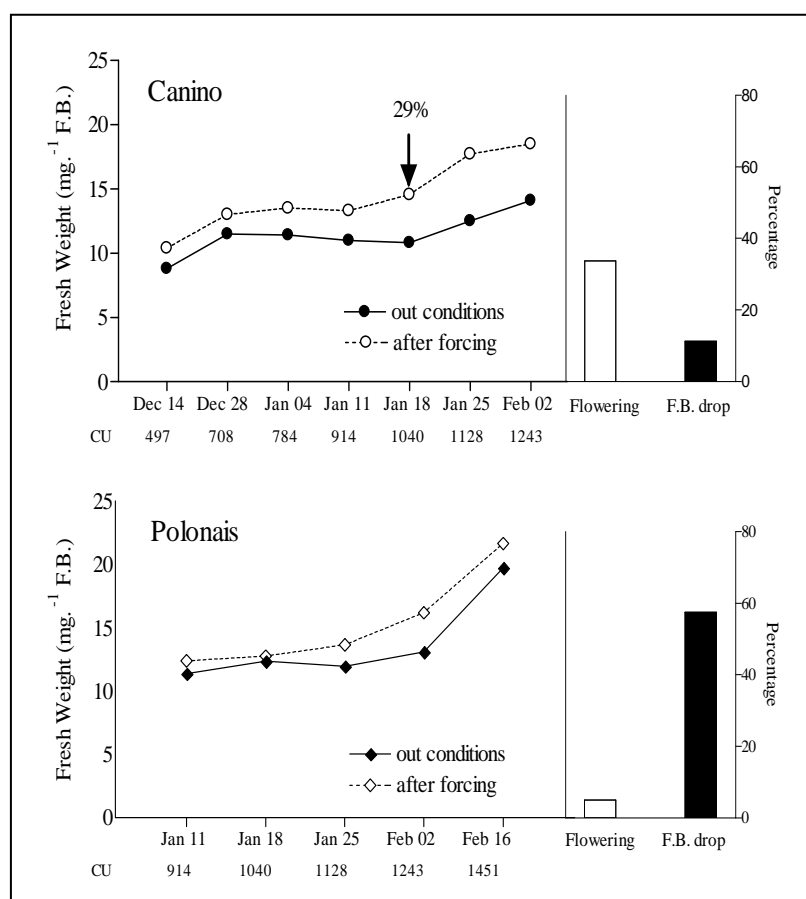 Canino
29%
Fresh Weight (mg.⁻¹ F.B.)
25
20
15
10
5
0
out conditions
after forcing
Dec 14 Dec 28 Jan 04 Jan 11 Jan 18 Jan 25 Feb 02
CU 497 708 784 914 1040 1128 1243
80
60
40
20
0
Percentage
Flowering F.B. drop
Polonais
Fresh Weight (mg.⁻¹ F.B.)
25
20
15
10
5
0
out conditions
after forcing
Jan 11 Jan 18 Jan 25 Feb 02 Feb 16
CU 914 1040 1128 1243 1451
80
60
40
20
0
Percentage
Flowering F.B. drop